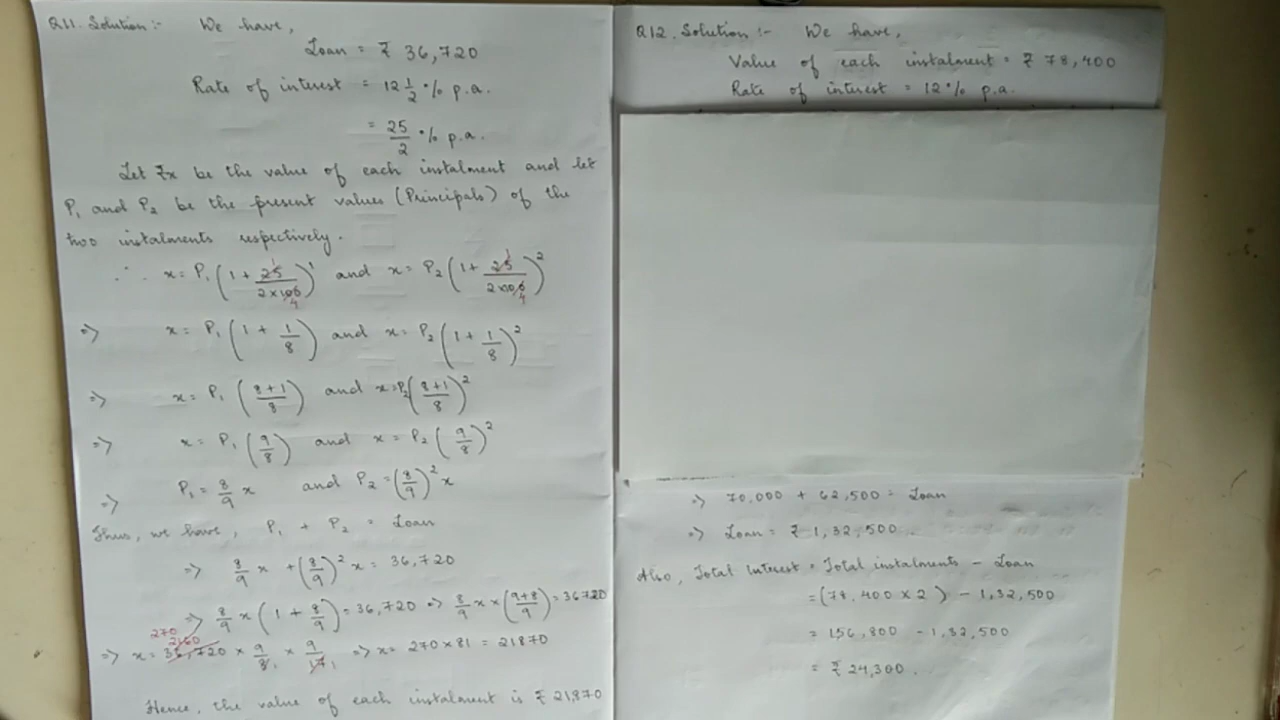 Q11. Solution :- We have,
Loan = ₹ 36,720
Rate of interest = 12 1/2 % p.a.
= 25/2 % p.a.
Let ₹x be the value of each instalment and let
P₁ and P₂ be the present values (Principals) of the
two instalments respectively.
∴ x = P₁ (1 + 25/(2×100))¹ and x = P₂ (1 + 25/(2×100))²
=> x = P₁ (1 + 1/8) and x = P₂ (1 + 1/8)²
=> x = P₁ ((8+1)/8) and x = P₂ ((8+1)/8)²
=> x = P₁ (9/8) and x = P₂ (9/8)²
=> P₁ = 8/9 x and P₂ = (8/9)² x
Thus, we have, P₁ + P₂ = Loan
=> 8/9 x + (8/9)² x = 36,720
=> 8/9 x (1 + 8/9) = 36,720 => 8/9 x × ((9+8)/9) = 36720
270
2160
=> x = 36,720 × 9/8 × 9/17 => x = 270 × 81 = 21870
Hence, the value of each instalment is ₹ 21,870
Q12. Solution :- We have,
Value of each instalment = ₹ 78,400
Rate of interest = 12 % p.a.
=> 70,000 + 62,500 = Loan
=> Loan = ₹ 1,32,500
Also, Total Interest = Total instalments - Loan
= (78,400 × 2) - 1,32,500
= 156,800 - 1,32,500
= ₹ 24,300